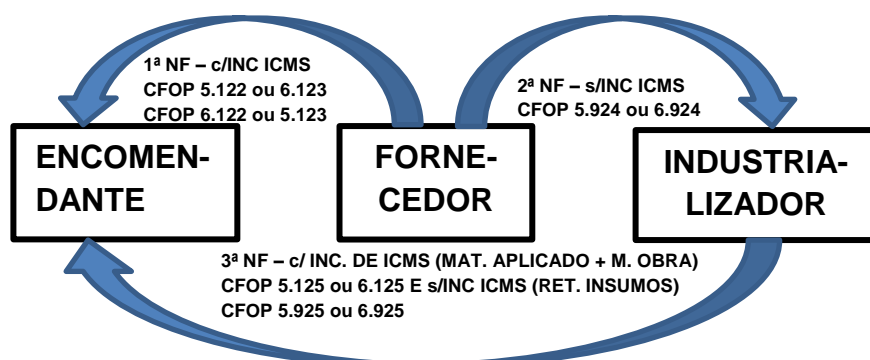 1ª NF – c/INC ICMS
CFOP 5.122 ou 6.123
CFOP 6.122 ou 5.123
2ª NF – s/INC ICMS
CFOP 5.924 ou 6.924
ENCOMEN-
DANTE
FORNE-
CEDOR
INDUSTRIA-
LIZADOR
3ª NF – c/ INC. DE ICMS (MAT. APLICADO + M. OBRA)
CFOP 5.125 ou 6.125 E s/INC ICMS (RET. INSUMOS)
CFOP 5.925 ou 6.925